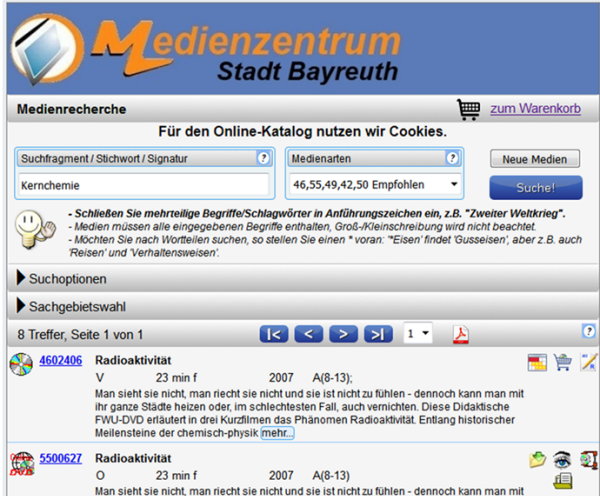 Medienzentrum
Stadt Bayreuth
Medienrecherche
zum Warenkorb
Für den Online-Katalog nutzen wir Cookies.
Suchfragment / Stichwort / Signatur ?
Medienarten ?
Neue Medien
Kernchemie
46,55,49,42,50 Empfohlen
Suche!
- Schließen Sie mehrteilige Begriffe/Schlagwörter in Anführungszeichen ein, z.B. "Zweiter Weltkrieg".
- Medien müssen alle eingegebenen Begriffe enthalten, Groß-/Kleinschreibung wird nicht beachtet.
- Möchten Sie nach Wortteilen suchen, so stellen Sie einen * voran: '*Eisen' findet 'Gusseisen', aber z.B. auch
'Reisen' und 'Verhaltensweisen'.
Suchoptionen
Sachgebietswahl
8 Treffer, Seite 1 von 1 |< < > >| 1 ?
4602406 Radioaktivität
V 23 min f 2007 A(8-13);
Man sieht sie nicht, man riecht sie nicht und sie ist nicht zu fühlen - dennoch kann man mit
ihr ganze Städte heizen oder, im schlechtesten Fall, auch vernichten. Diese Didaktische
FWU-DVD erläutert in drei Kurzfilmen das Phänomen Radioaktivität. Entlang historischer
Meilensteine der chemisch-physik mehr...
5500627 Radioaktivität
O 23 min f 2007 A(8-13)
Man sieht sie nicht, man riecht sie nicht und sie ist nicht zu fühlen - dennoch kann man mit